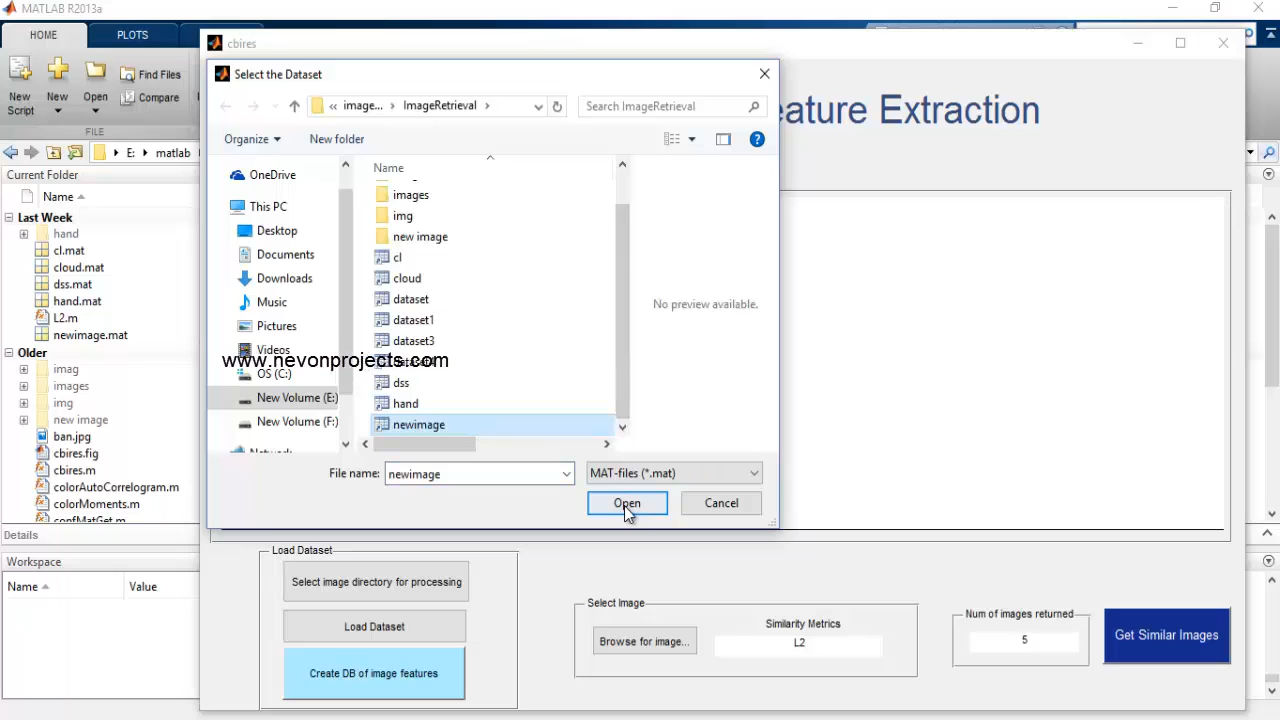 MATLAB R2013a
HOME
PLOTS
New Script
New
Open
Find Files
Compare
FILE
E:
matlab
Current Folder
Name
Last Week
hand
cl.mat
cloud.mat
dss.mat
hand.mat
L2.m
newimage.mat
Older
imag
images
img
new image
ban.jpg
cbires.fig
cbires.m
colorAutoCorrelogram.m
colorMoments.m
confMatGet.m
Details
Workspace
Name
Value
cbires
eature Extraction
Select the Dataset
« image...
ImageRetrieval
Search ImageRetrieval
Organize
New folder
OneDrive
This PC
Desktop
Documents
Downloads
Music
Pictures
Videos
OS (C:)
New Volume (E:)
New Volume (F:)
Network
Name
images
img
new image
cl
cloud
dataset
dataset1
dataset3
dss
hand
newimage
No preview available.
www.nevonprojects.com
File name:
newimage
MAT-files (*.mat)
Open
Cancel
Load Dataset
Select image directory for processing
Load Dataset
Create DB of image features
Select Image
Browse for image...
Similarity Metrics
L2
Num of images returned
5
Get Similar Images